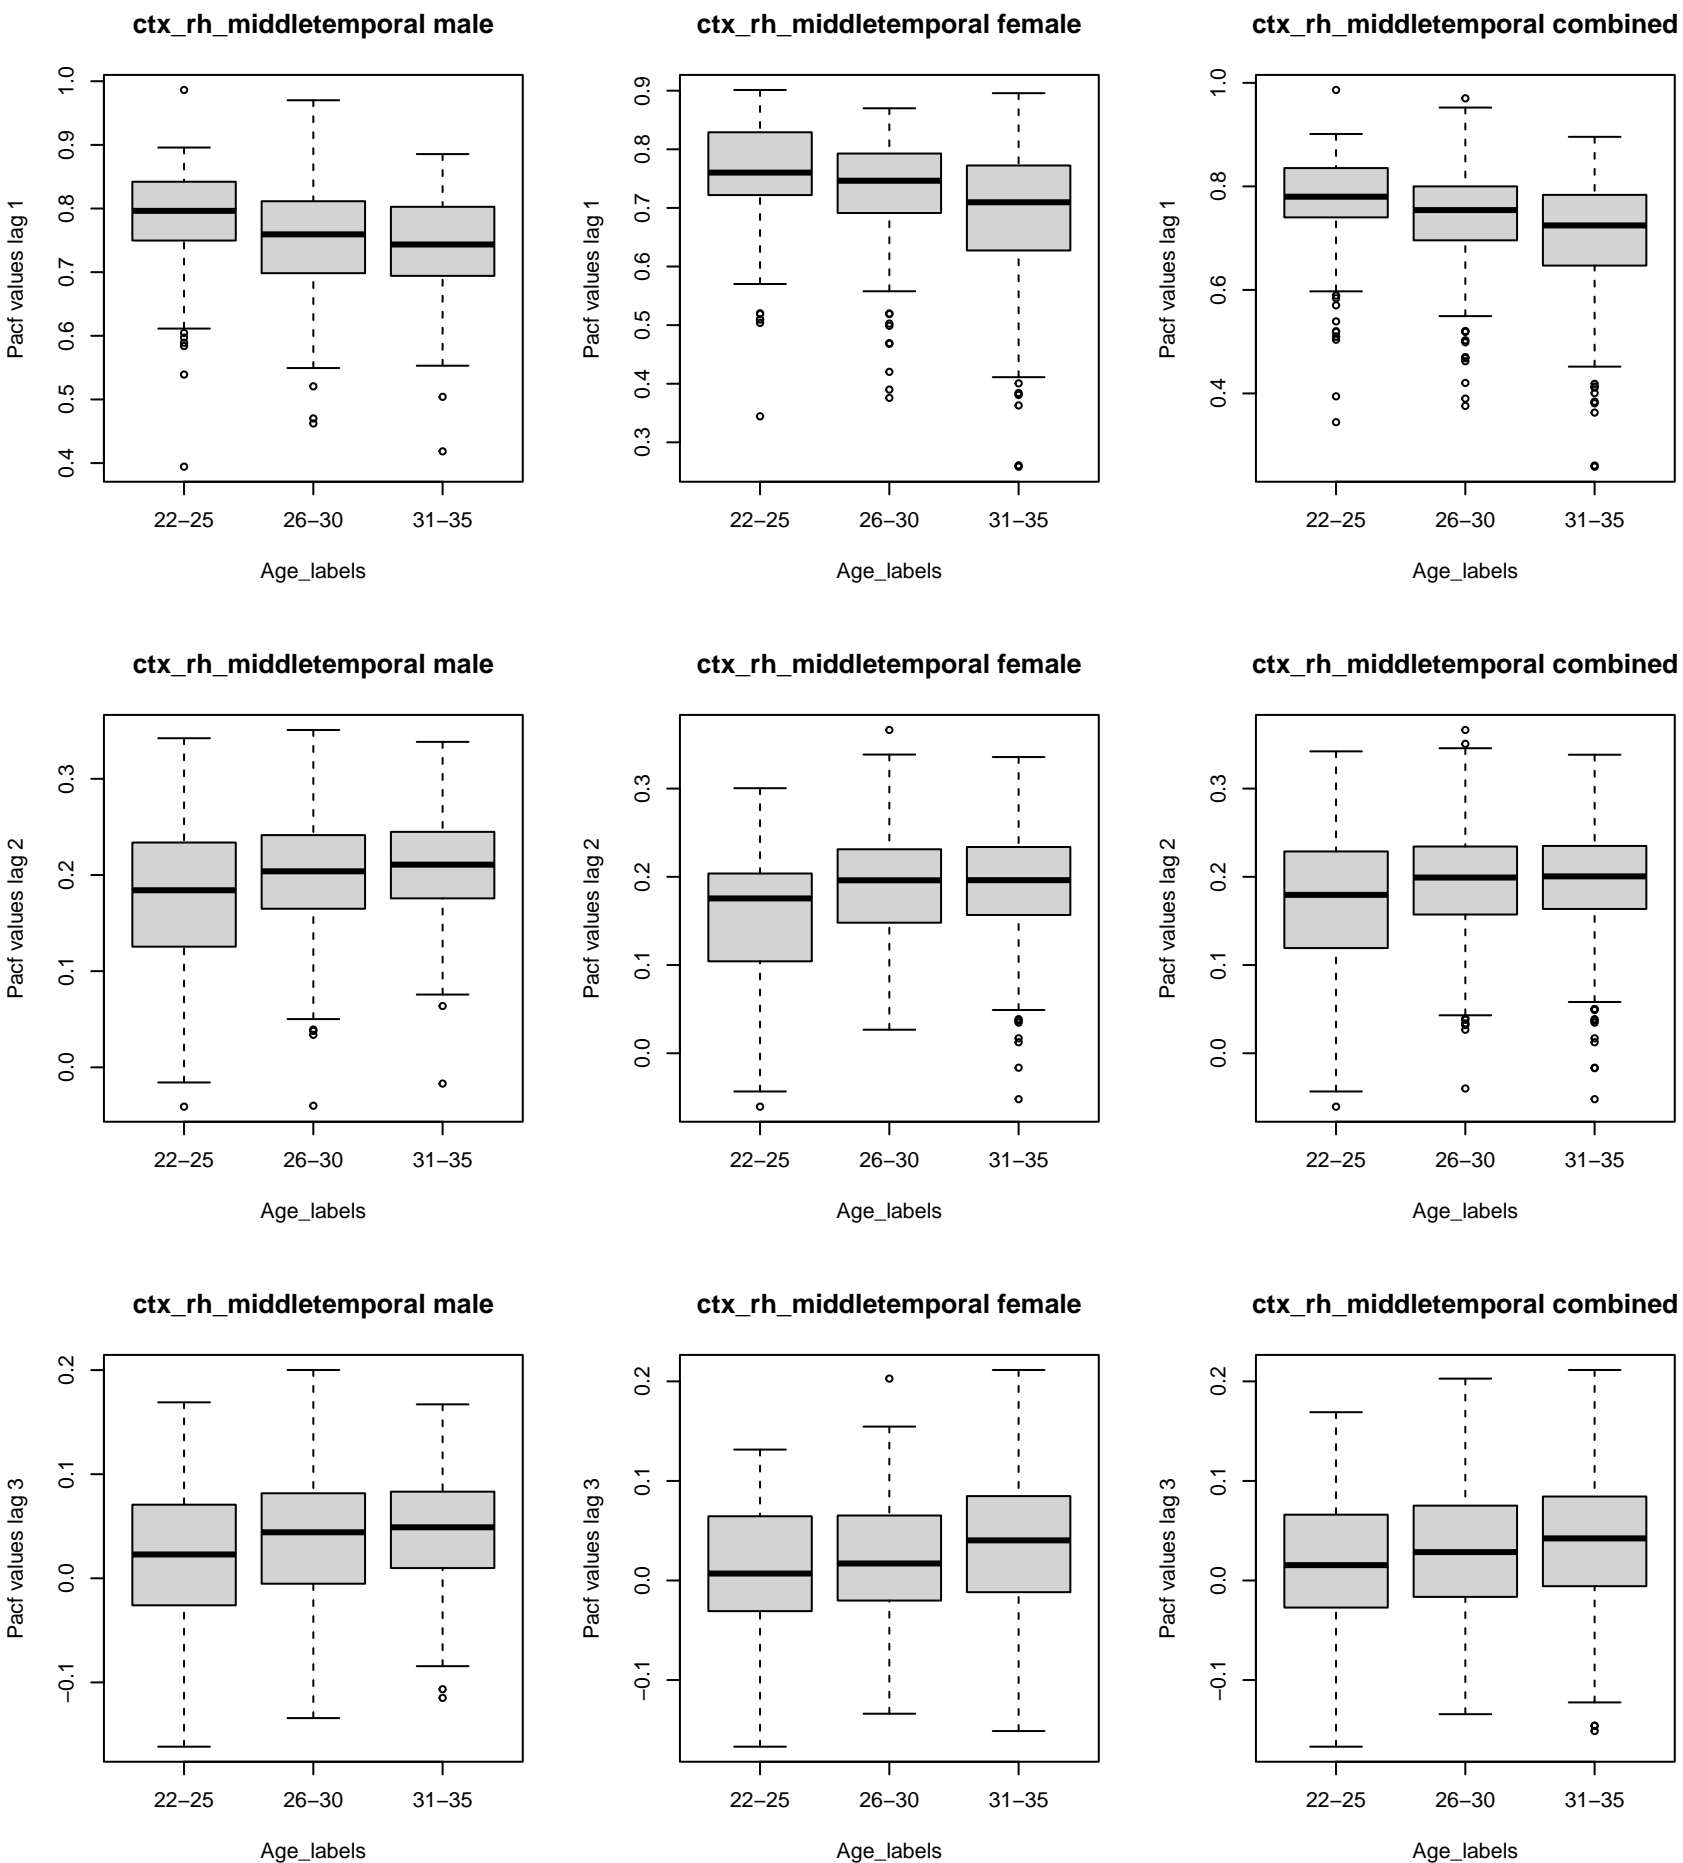 ctx_rh_middletemporal male
Pacf values lag 1
1.0
0.9
0.8
0.7
0.6
0.5
0.4
22−25 26−30 31−35
Age_labels
ctx_rh_middletemporal female
Pacf values lag 1
0.9
0.8
0.7
0.6
0.5
0.4
0.3
22−25 26−30 31−35
Age_labels
ctx_rh_middletemporal combined
Pacf values lag 1
1.0
0.8
0.6
0.4
22−25 26−30 31−35
Age_labels
ctx_rh_middletemporal male
Pacf values lag 2
0.3
0.2
0.1
0.0
22−25 26−30 31−35
Age_labels
ctx_rh_middletemporal female
Pacf values lag 2
0.3
0.2
0.1
0.0
22−25 26−30 31−35
Age_labels
ctx_rh_middletemporal combined
Pacf values lag 2
0.3
0.2
0.1
0.0
22−25 26−30 31−35
Age_labels
ctx_rh_middletemporal male
Pacf values lag 3
0.2
0.1
0.0
−0.1
22−25 26−30 31−35
Age_labels
ctx_rh_middletemporal female
Pacf values lag 3
0.2
0.1
0.0
−0.1
22−25 26−30 31−35
Age_labels
ctx_rh_middletemporal combined
Pacf values lag 3
0.2
0.1
0.0
−0.1
22−25 26−30 31−35
Age_labels